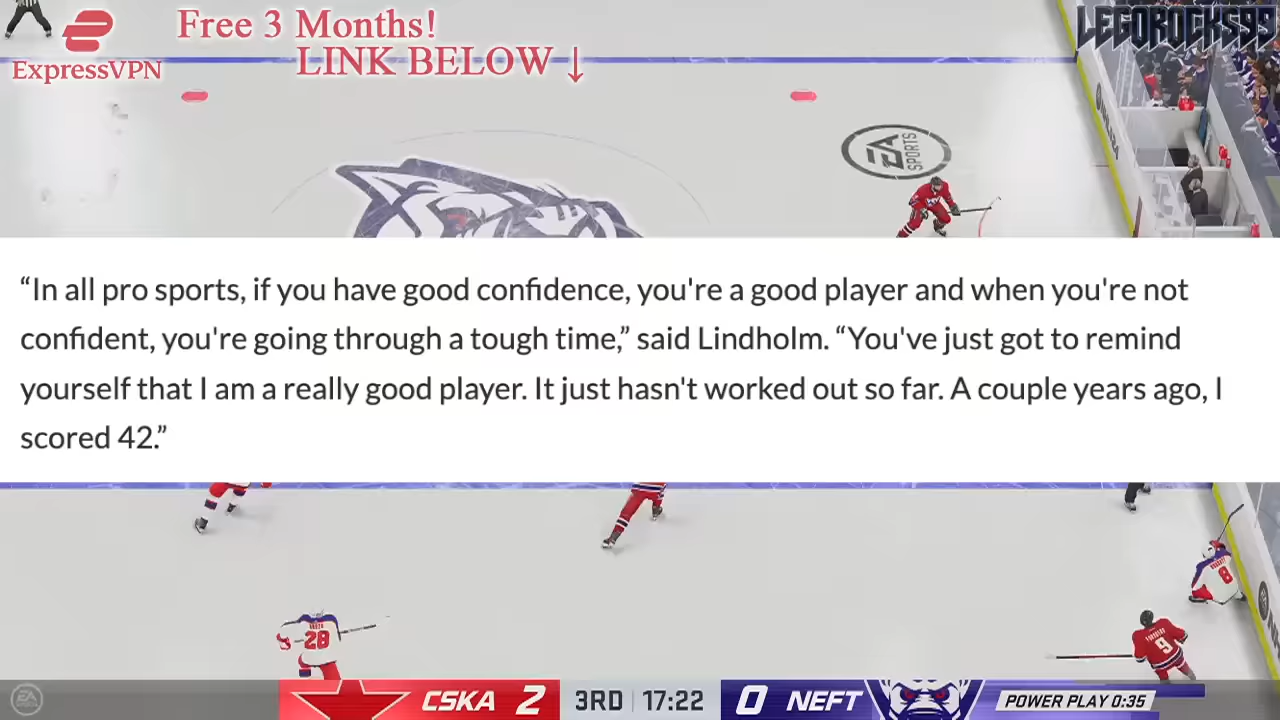 Free 3 Months!
LINK BELOW ↓
ExpressVPN
LEGOROCKS99
EA
SPORTS
“In all pro sports, if you have good confidence, you're a good player and when you're not
confident, you're going through a tough time,” said Lindholm. “You've just got to remind
yourself that I am a really good player. It just hasn't worked out so far. A couple years ago, I
scored 42.”
8
28
9
CSKA 2 3RD 17:22 0 NEFT POWER PLAY 0:35